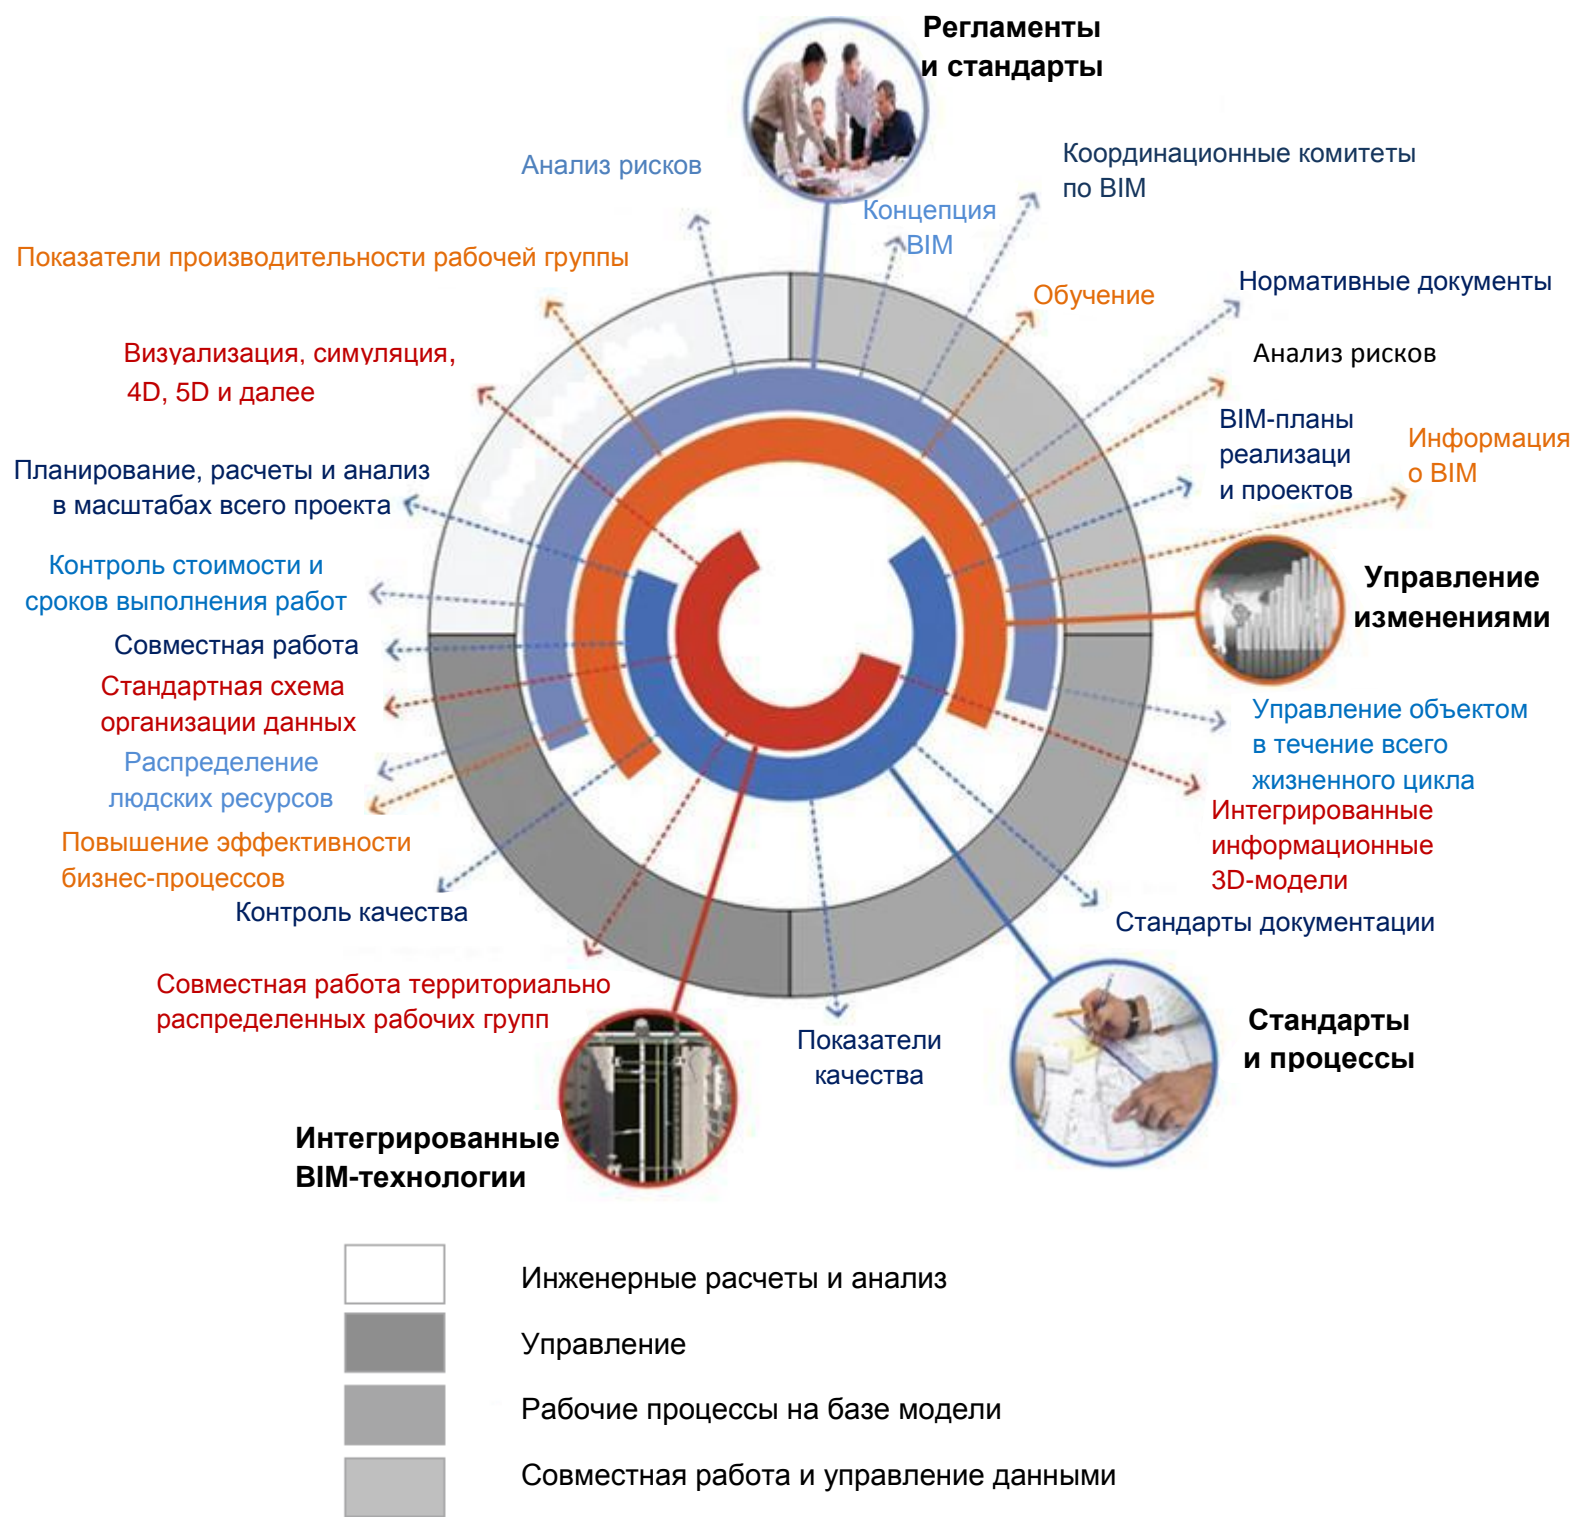 Регламенты
и стандарты
Анализ рисков
Координационные комитеты
по BIM
Концепция
BIM
Показатели производительности рабочей группы
Обучение
Нормативные документы
Визуализация, симуляция,
4D, 5D и далее
Анализ рисков
BIM-планы
реализаци
и проектов
Информация
о BIM
Планирование, расчеты и анализ
в масштабах всего проекта
Контроль стоимости и
сроков выполнения работ
Управление
изменениями
Совместная работа
Стандартная схема
организации данных
Управление объектом
в течение всего
жизненного цикла
Распределение
людских ресурсов
Интегрированные
информационные
3D-модели
Повышение эффективности
бизнес-процессов
Контроль качества
Стандарты документации
Совместная работа территориально
распределенных рабочих групп
Показатели
качества
Стандарты
и процессы
Интегрированные
BIM-технологии
Инженерные расчеты и анализ
Управление
Рабочие процессы на базе модели
Совместная работа и управление данными